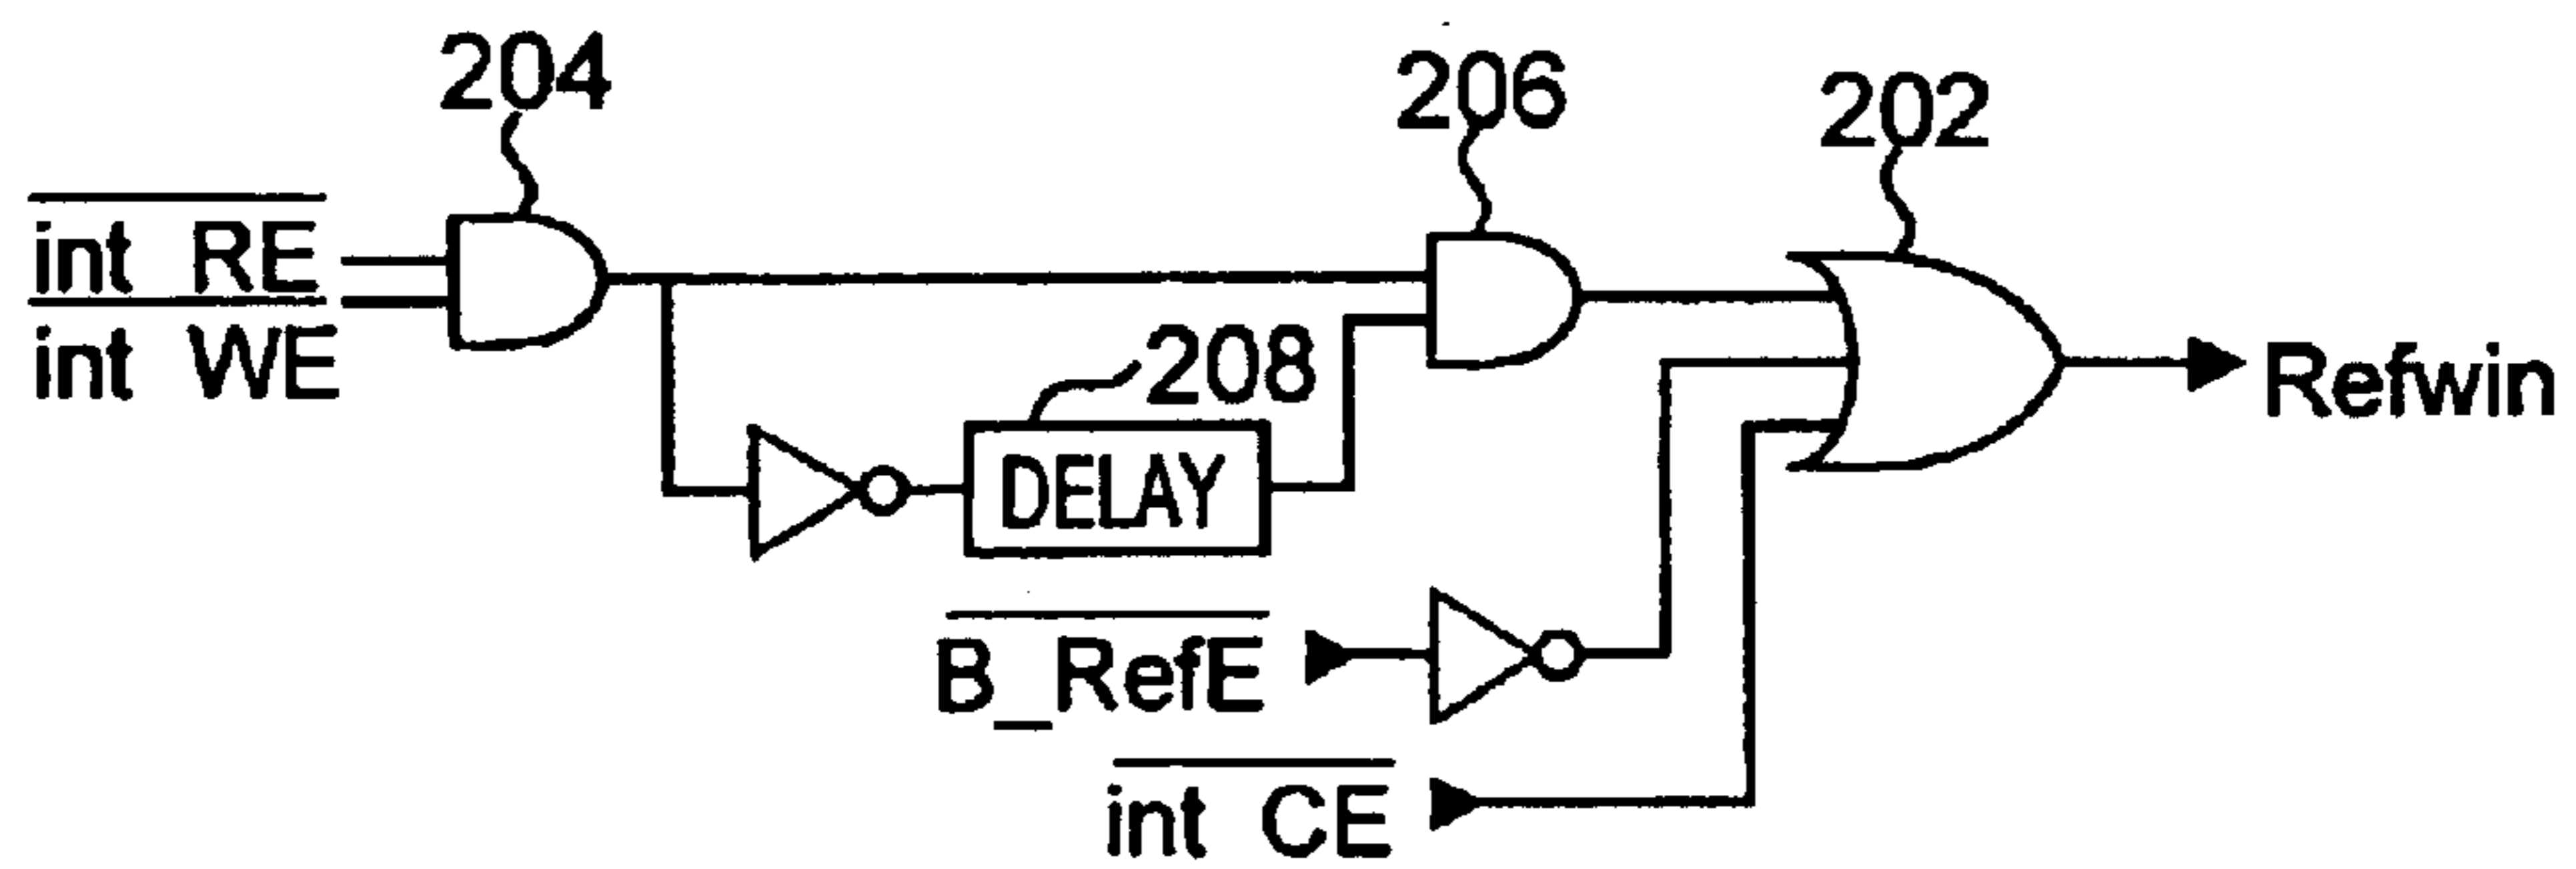 204
206
202
int RE
int WE
208
DELAY
Refwin
B_RefE
int CE